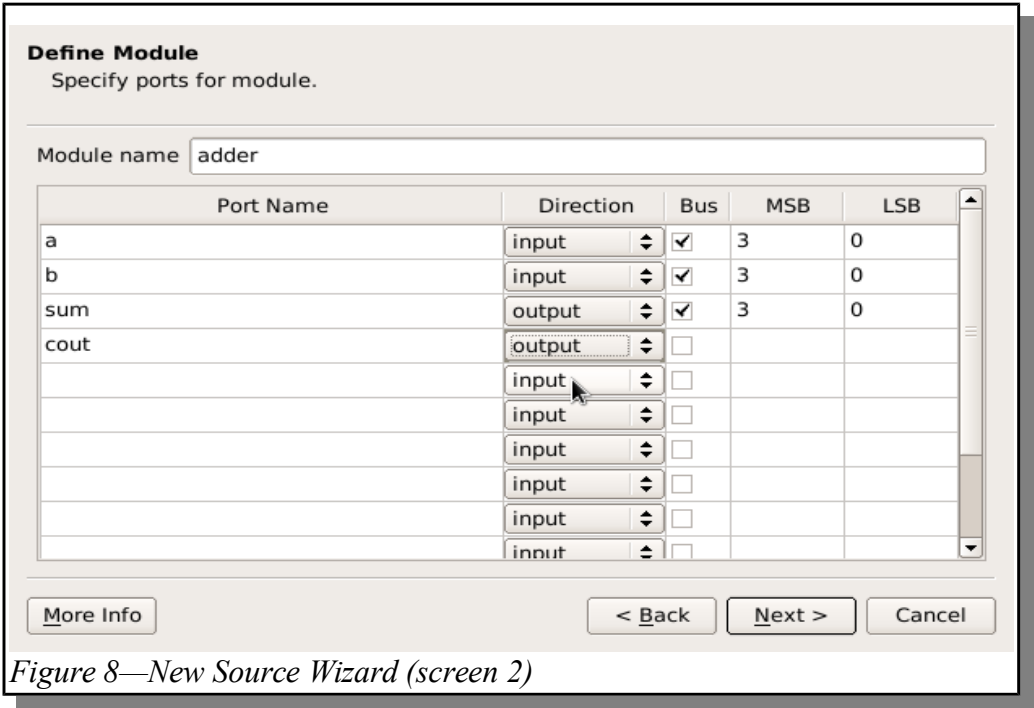 Define Module
Specify ports for module.
Module name adder
Port Name Direction Bus MSB LSB
a input 3 0
b input 3 0
sum output 3 0
cout output
input
input
input
input
input
input
More Info < Back Next > Cancel
Figure 8—New Source Wizard (screen 2)